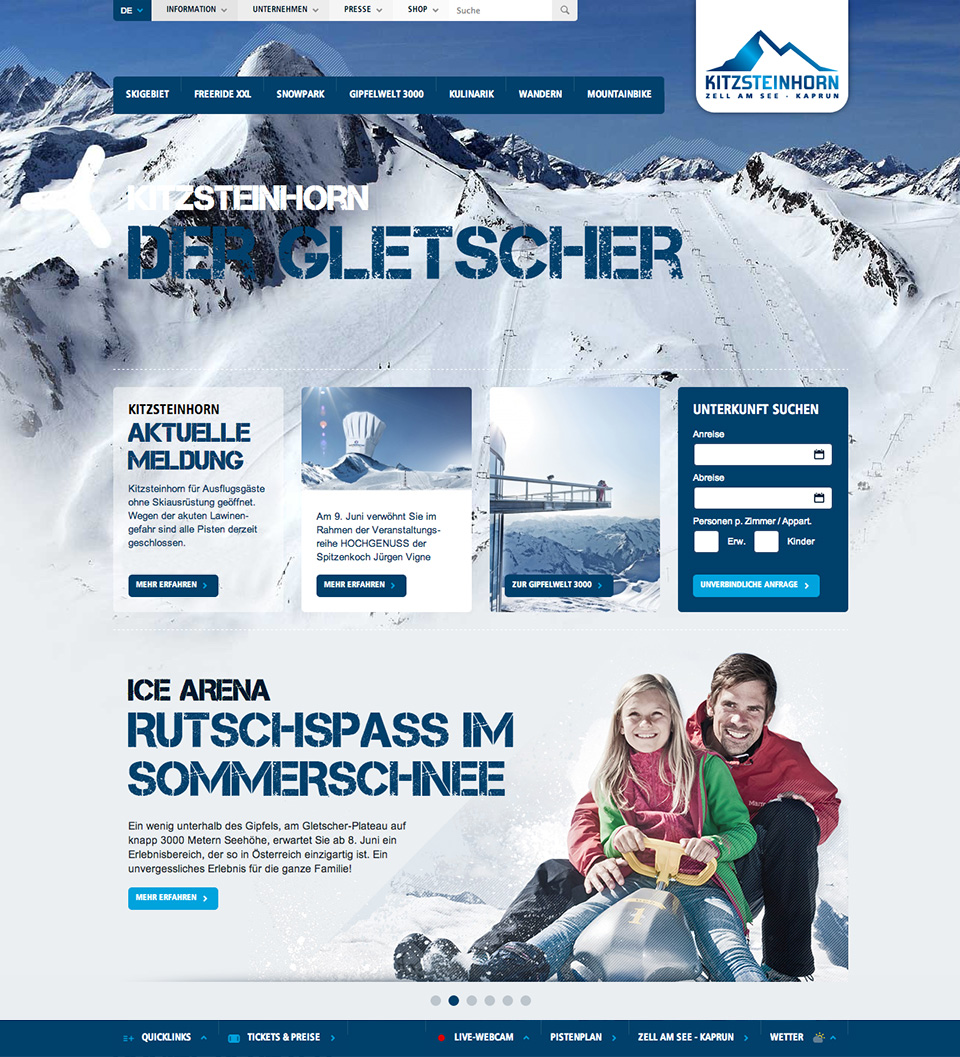 DE INFORMATION UNTERNEHMEN PRESSE SHOP Suche
KITZSTEINHORN
ZELL AM SEE · KAPRUN
SKIGEBIET FREERIDE XXL SNOWPARK GIPFELWELT 3000 KULINARIK WANDERN MOUNTAINBIKE
KITZSTEINHORN
DER GLETSCHER
KITZSTEINHORN
AKTUELLE
MELDUNG
Kitzsteinhorn für Ausflugsgäste
ohne Skiausrüstung geöffnet.
Wegen der akuten Lawinen-
gefahr sind alle Pisten derzeit
geschlossen.
MEHR ERFAHREN
Am 9. Juni verwöhnt Sie im
Rahmen der Veranstaltungs-
reihe HOCHGENUSS der
Spitzenkoch Jürgen Vigne
MEHR ERFAHREN
ZUR GIPFELWELT 3000
UNTERKUNFT SUCHEN
Anreise
Abreise
Personen p. Zimmer / Appart.
Erw. Kinder
UNVERBINDLICHE ANFRAGE
ICE ARENA
RUTSCHSPASS IM
SOMMERSCHNEE
Ein wenig unterhalb des Gipfels, am Gletscher-Plateau auf
knapp 3000 Metern Seehöhe, erwartet Sie ab 8. Juni ein
Erlebnisbereich, der so in Österreich einzigartig ist. Ein
unvergessliches Erlebnis für die ganze Familie!
MEHR ERFAHREN
QUICKLINKS TICKETS & PREISE LIVE-WEBCAM PISTENPLAN ZELL AM SEE - KAPRUN WETTER